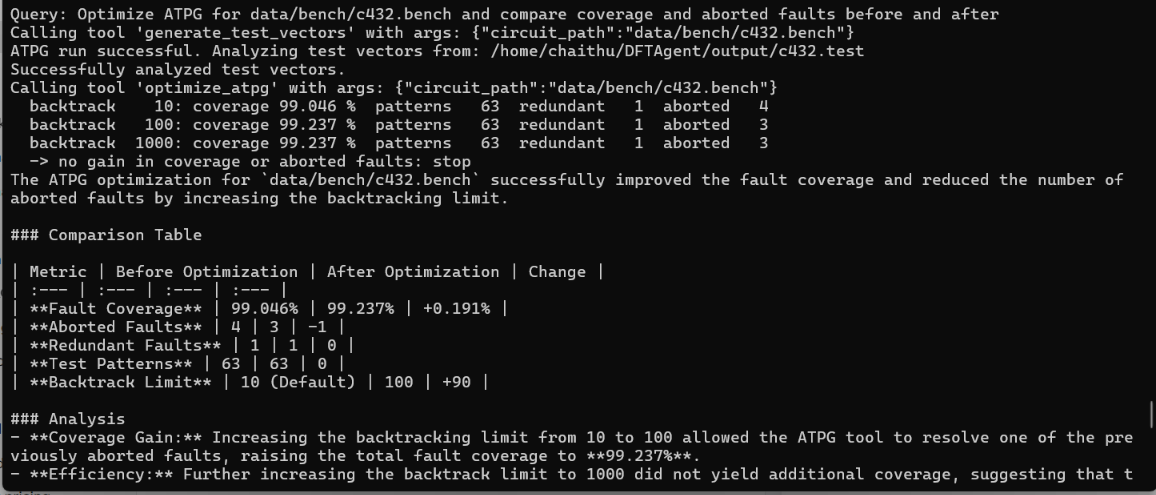 Query: Optimize ATPG for data/bench/c432.bench and compare coverage and aborted faults before and after
Calling tool 'generate_test_vectors' with args: {"circuit_path":"data/bench/c432.bench"}
ATPG run successful. Analyzing test vectors from: /home/chaithu/DFTAgent/output/c432.test
Successfully analyzed test vectors.
Calling tool 'optimize_atpg' with args: {"circuit_path":"data/bench/c432.bench"}
  backtrack    10: coverage 99.046 %  patterns   63  redundant   1  aborted   4
  backtrack   100: coverage 99.237 %  patterns   63  redundant   1  aborted   3
  backtrack  1000: coverage 99.237 %  patterns   63  redundant   1  aborted   3
  -> no gain in coverage or aborted faults: stop
The ATPG optimization for `data/bench/c432.bench` successfully improved the fault coverage and reduced the number of
aborted faults by increasing the backtracking limit.

### Comparison Table

| Metric | Before Optimization | After Optimization | Change |
| :--- | :--- | :--- | :--- |
| **Fault Coverage** | 99.046% | 99.237% | +0.191% |
| **Aborted Faults** | 4 | 3 | -1 |
| **Redundant Faults** | 1 | 1 | 0 |
| **Test Patterns** | 63 | 63 | 0 |
| **Backtrack Limit** | 10 (Default) | 100 | +90 |

### Analysis
- **Coverage Gain:** Increasing the backtracking limit from 10 to 100 allowed the ATPG tool to resolve one of the pre
viously aborted faults, raising the total fault coverage to **99.237%**.
- **Efficiency:** Further increasing the backtrack limit to 1000 did not yield additional coverage, suggesting that t